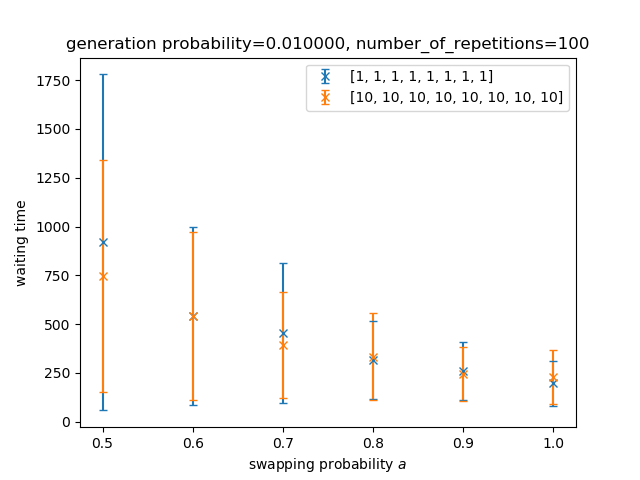 generation probability=0.010000, number_of_repetitions=100
[1, 1, 1, 1, 1, 1, 1, 1]
[10, 10, 10, 10, 10, 10, 10, 10]
waiting time
1750
1500
1250
1000
750
500
250
0
0.5 0.6 0.7 0.8 0.9 1.0
swapping probability a